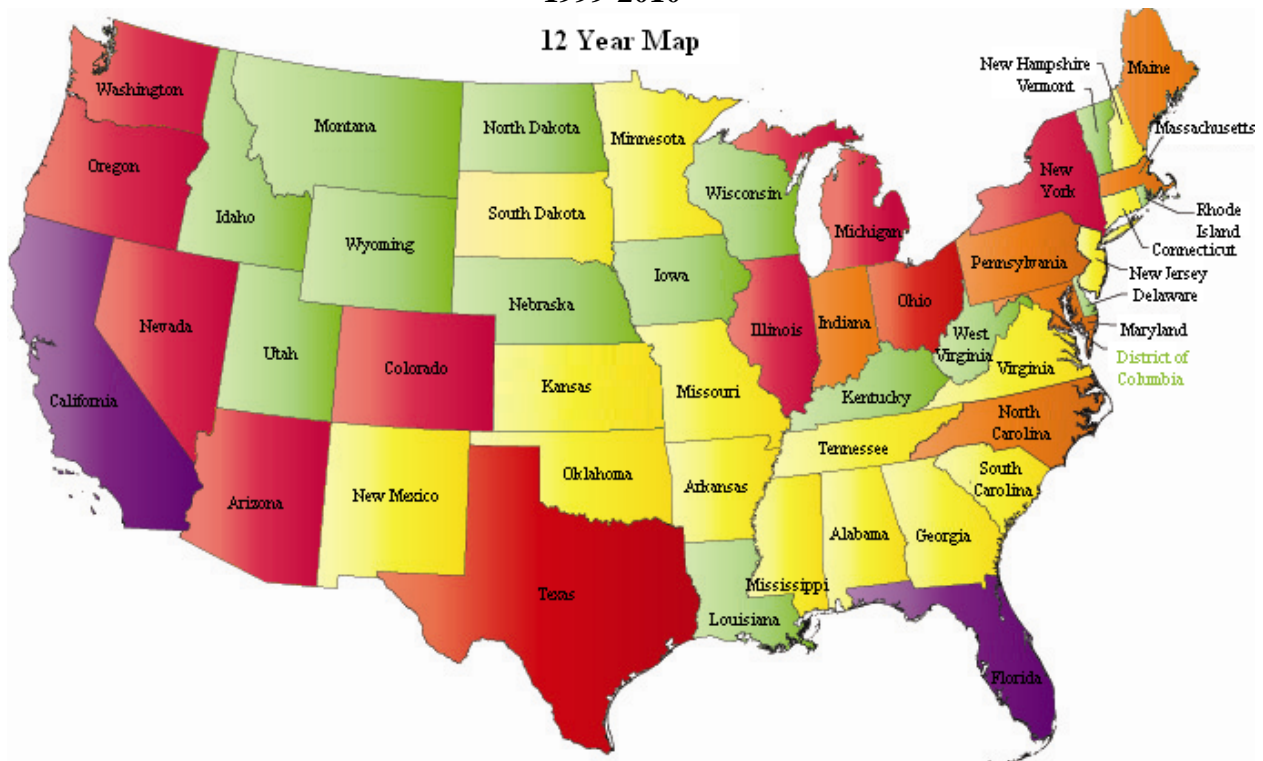 12 Year Map
New Hampshire
Vermont
Maine
Washington
Montana
North Dakota
Minnesota
Massachusetts
Oregon
Idaho
Wyoming
South Dakota
Wisconsin
Michigan
New
York
Rhode
Island
Connecticut
Iowa
Pennsylvania
New Jersey
Delaware
Nebraska
Nevada
Utah
Colorado
Illinois
Indiana
Ohio
West
Virginia
Maryland
District of
Columbia
California
Kansas
Missouri
Kentucky
Virginia
Arizona
New Mexico
Oklahoma
Arkansas
Tennessee
North
Carolina
South
Carolina
Texas
Louisiana
Mississippi
Alabama
Georgia
Florida